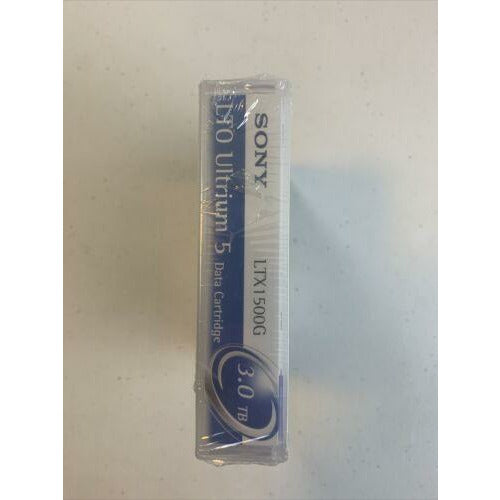 SONY
LTX1500G
LTO Ultrium 5 Data Cartridge
3.0 TB